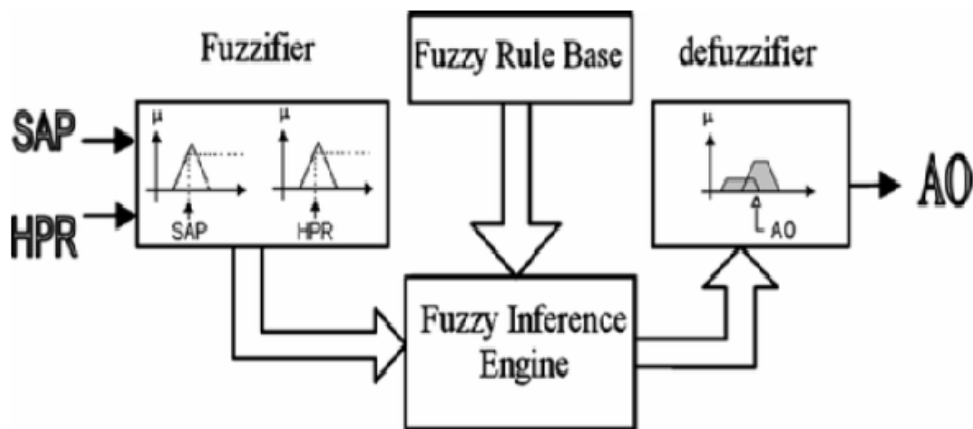 Fuzzifier
Fuzzy Rule Base
defuzzifier
SAP
HPR
μ
μ
SAP
HPR
μ
AO
AO
Fuzzy Inference
Engine